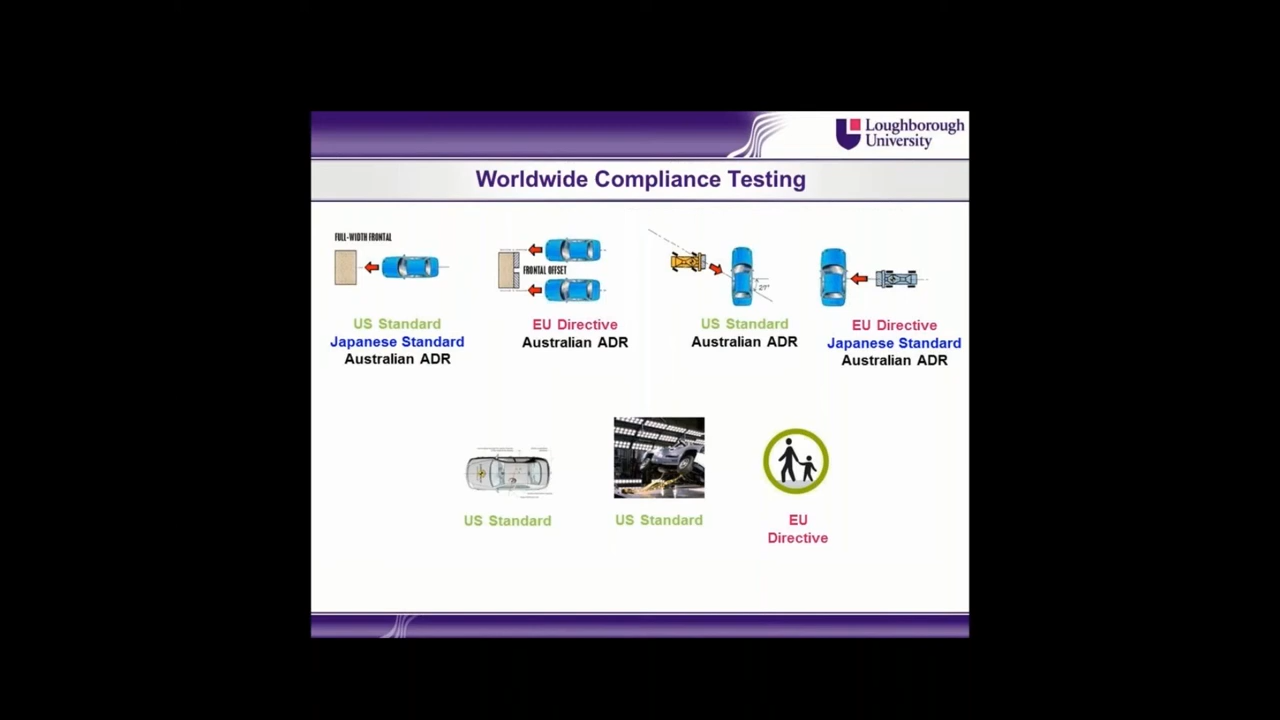 Loughborough
University
Worldwide Compliance Testing
FULL-WIDTH FRONTAL
US Standard
Japanese Standard
Australian ADR
FRONTAL OFFSET
EU Directive
Australian ADR
27°
US Standard
Australian ADR
EU Directive
Japanese Standard
Australian ADR
US Standard
US Standard
EU
Directive